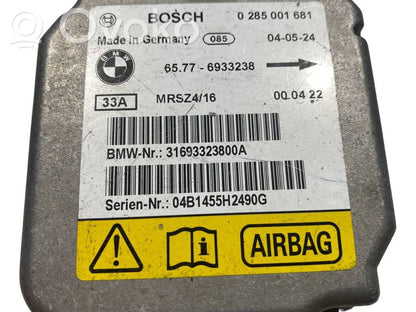 BOSCH 0 285 001 681
Made in Germany 085 04-05-24
BMW
65.77 - 6933238
33A MRSZ4/16 00 04 22
BMW-Nr.: 31693323800A
Serien-Nr.: 04B1455H2490G
AIRBAG